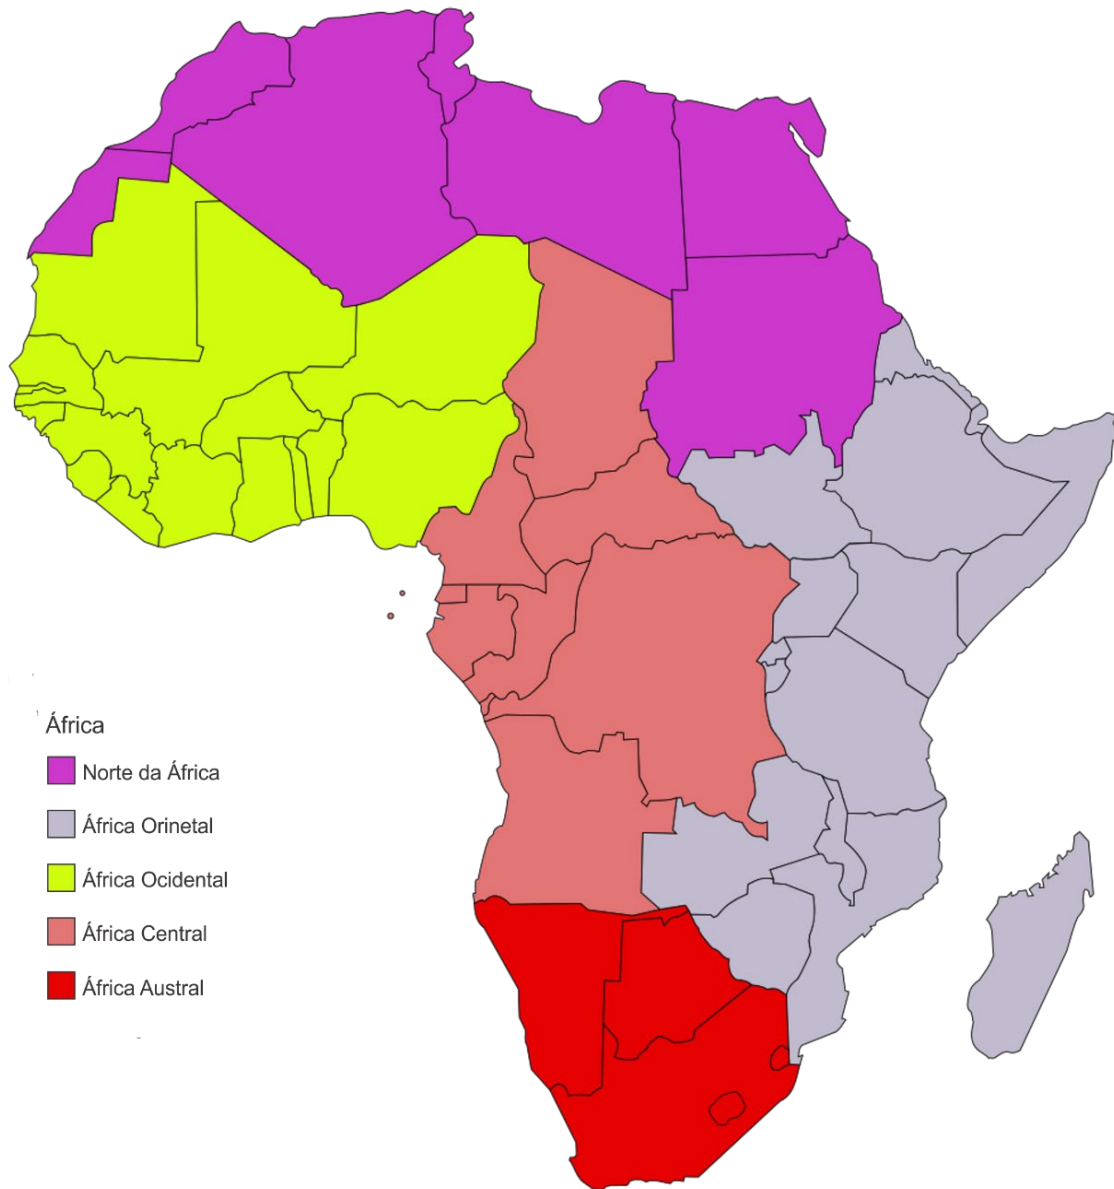 África
Norte da África
África Orinetal
África Ocidental
África Central
África Austral